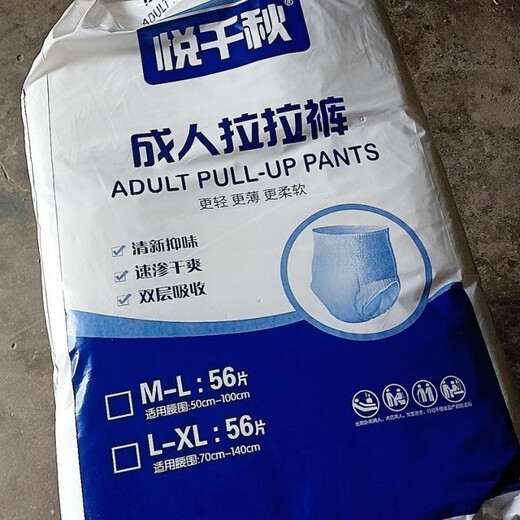 ADULT
悦千秋®
成人拉拉裤
ADULT PULL-UP PANTS
更轻 更薄 更柔软
清新抑味
速渗干爽
双层吸收
M-L:56片
适用腰围:50cm-100cm
L-XL:56片
适用腰围:70cm-140cm